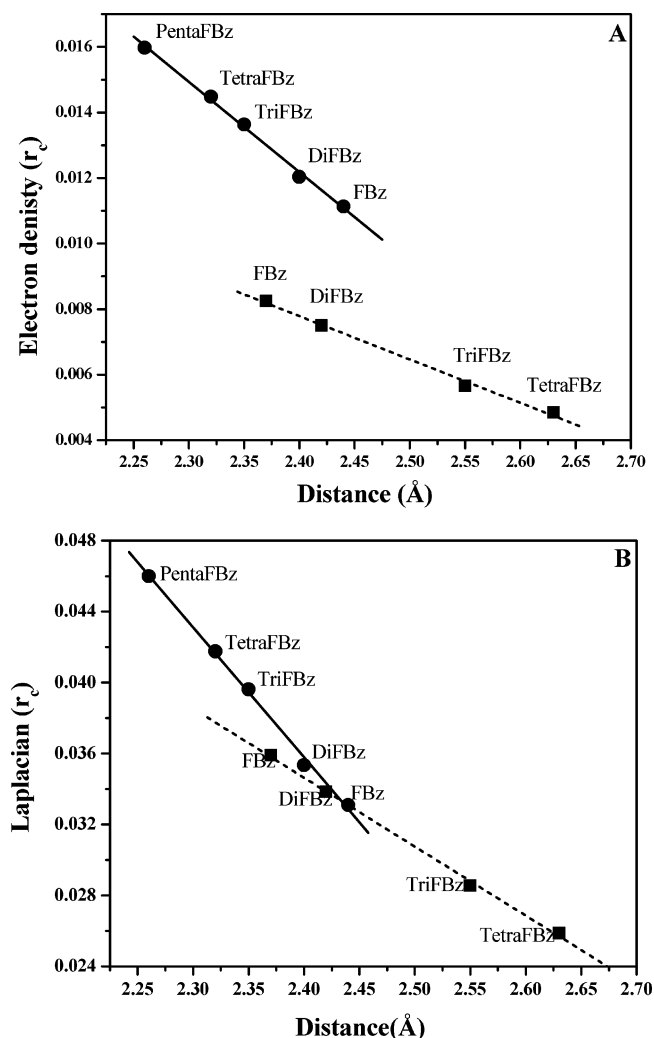 A
0.016
PentaFBz
TetraFBz
0.014
TriFBz
0.012
DiFBz
FBz
0.010
FBz
DiFBz
0.008
TriFBz
0.006
TetraFBz
0.004
Electron denisty (rc)
2.25 2.30 2.35 2.40 2.45 2.50 2.55 2.60 2.65 2.70
Distance (Å)
B
0.048
PentaFBz
0.044
TetraFBz
TriFBz
0.040
DiFBz
0.036
FBz
DiFBz
FBz
0.032
TriFBz
0.028
TetraFBz
0.024
Laplacian (rc)
2.25 2.30 2.35 2.40 2.45 2.50 2.55 2.60 2.65 2.70
Distance(Å)